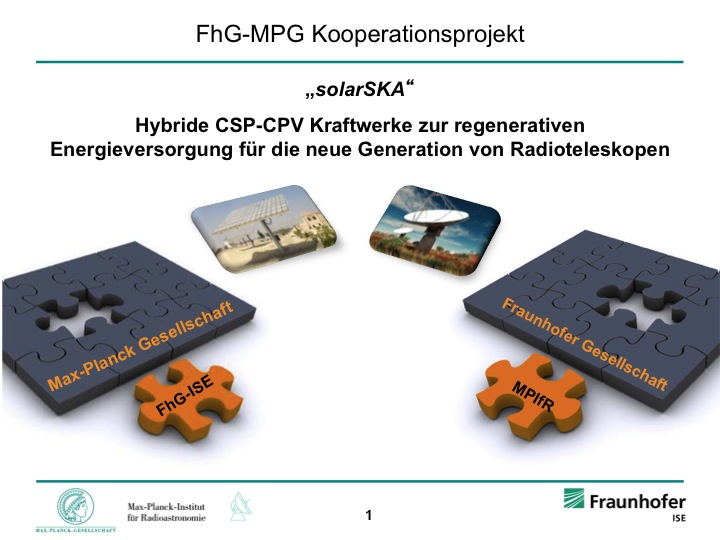 FhG-MPG Kooperationsprojekt
„solarSKA“
Hybride CSP-CPV Kraftwerke zur regenerativen
Energieversorgung für die neue Generation von Radioteleskopen
Max-Planck Gesellschaft
FhG-ISE
Fraunhofer Gesellschaft
MPIfR
MAX-PLANCK-GESELLSCHAFT
Max-Planck-Institut
für Radioastronomie
1
Fraunhofer
ISE